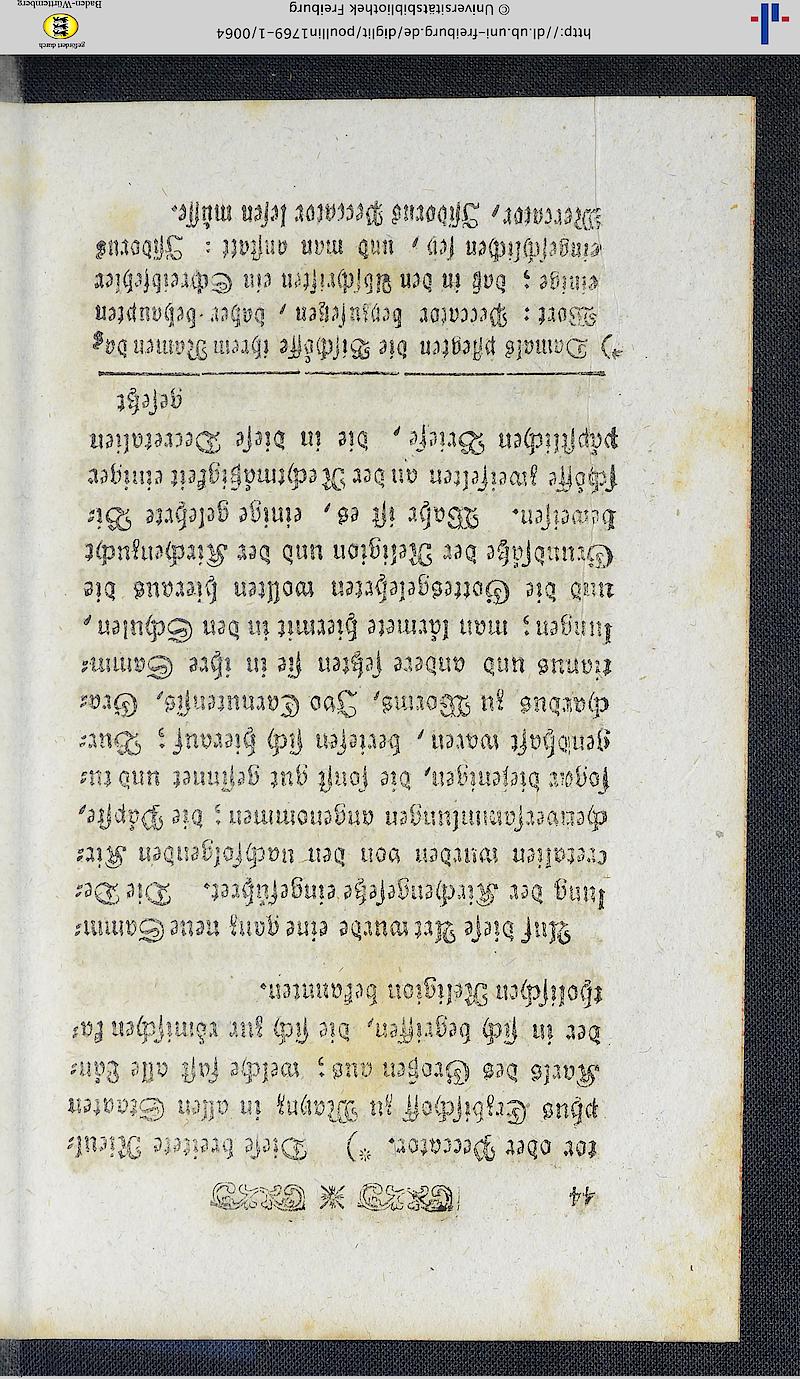 44
tor oder Peccator. *) Diese breitete Ricul⸗
phus Erzbischoff zu Maynz in allen Staaten
Karls des Großen aus; welche fast alle Län⸗
der in sich begriffen, die sich zur römischen ka⸗
tholischen Religion bekannten.
Auf diese Art wurde eine ganz neue Samm⸗
lung der Kirchengesetze eingeführet. Die De⸗
cretalien wurden von den nachfolgenden Kir⸗
chenversammlungen angenommen; die Päpste,
sogar diejenigen, die sonst gut gesinnet und tu⸗
gendhaft waren, beriefen sich hierauf; Bur⸗
chardus zu Worms, Ivo Carnutensis, Gra⸗
tianus und andere setzten sie in ihre Samm⸗
lungen; man lärmete hiermit in den Schulen,
und die Gottesgelehrten wollten hieraus die
Grundsätze der Religion und der Kirchenzucht
beweisen. Wahr ist es, einige gelehrte Bi⸗
schöffe zweifelten an der Rechtmäßigkeit einiger
päpstlichen Briefe, die in diese Decretalien
gesetzt
*) Damals pflegten die Bischöffe ihrem Namen das
Wort: Peccator beyzulegen, daher behaupten
einige; daß in den Abschriften ein Schreibfehler
eingeschlichen sey, und man anstatt: Isidorus
Mercator, Isidorus Peccator lesen müsse.
http://dl.ub.uni-freiburg.de/diglit/poullin1769-1/0064
© Universitätsbibliothek Freiburg
gefördert durch
Baden-Württemberg